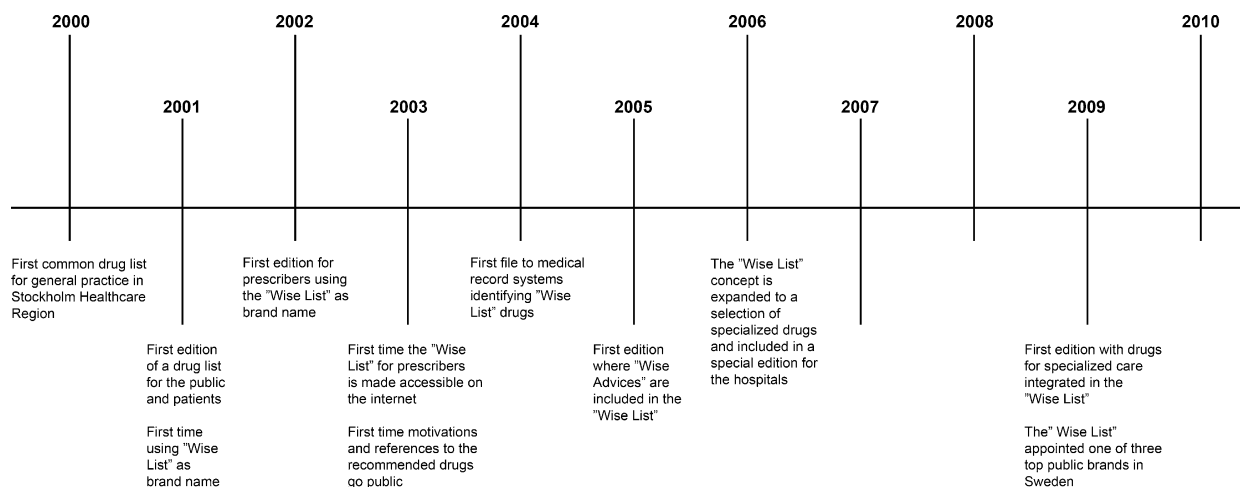 2000
2002
2004
2006
2008
2010
2001
2003
2005
2007
2009
First common drug list
for general practice in
Stockholm Healthcare
Region
First edition
of a drug list
for the public
and patients
First time
using ”Wise
List” as
brand name
First edition for
prescribers using
the ”Wise List” as
brand name
First time the ”Wise
List” for prescribers
is made accessible on
the internet
First time motivations
and references to the
recommended drugs
go public
First file to medical
record systems
identifying ”Wise
List” drugs
First edition
where ”Wise
Advices” are
included in the
”Wise List”
The ”Wise List”
concept is
expanded to a
selection of
specialized drugs
and included in a
special edition for
the hospitals
First edition with drugs
for specialized care
integrated in the
”Wise List”
The” Wise List”
appointed one of three
top public brands in
Sweden